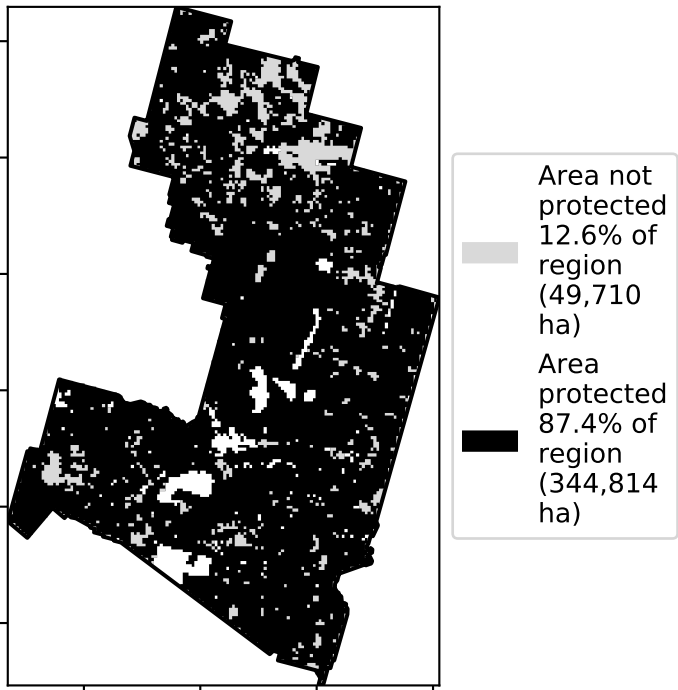 Area not
protected
12.6% of
region
(49,710
ha)
Area
protected
87.4% of
region
(344,814
ha)